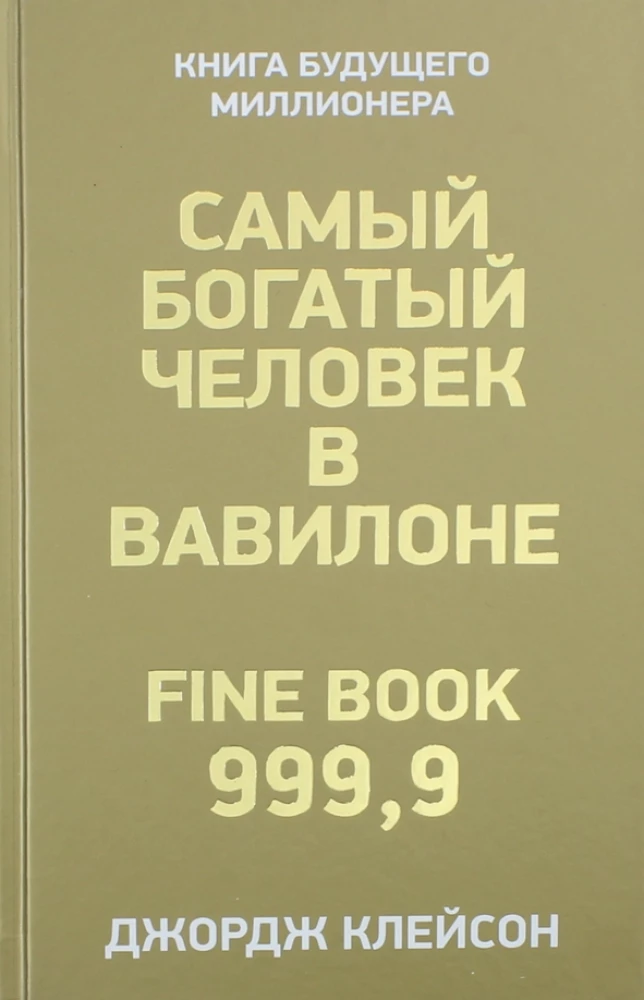 КНИГА БУДУЩЕГО
МИЛЛИОНЕРА
САМЫЙ
БОГАТЫЙ
ЧЕЛОВЕК
В
ВАВИЛОНЕ
FINE BOOK
999,9
ДЖОРДЖ КЛЕЙСОН